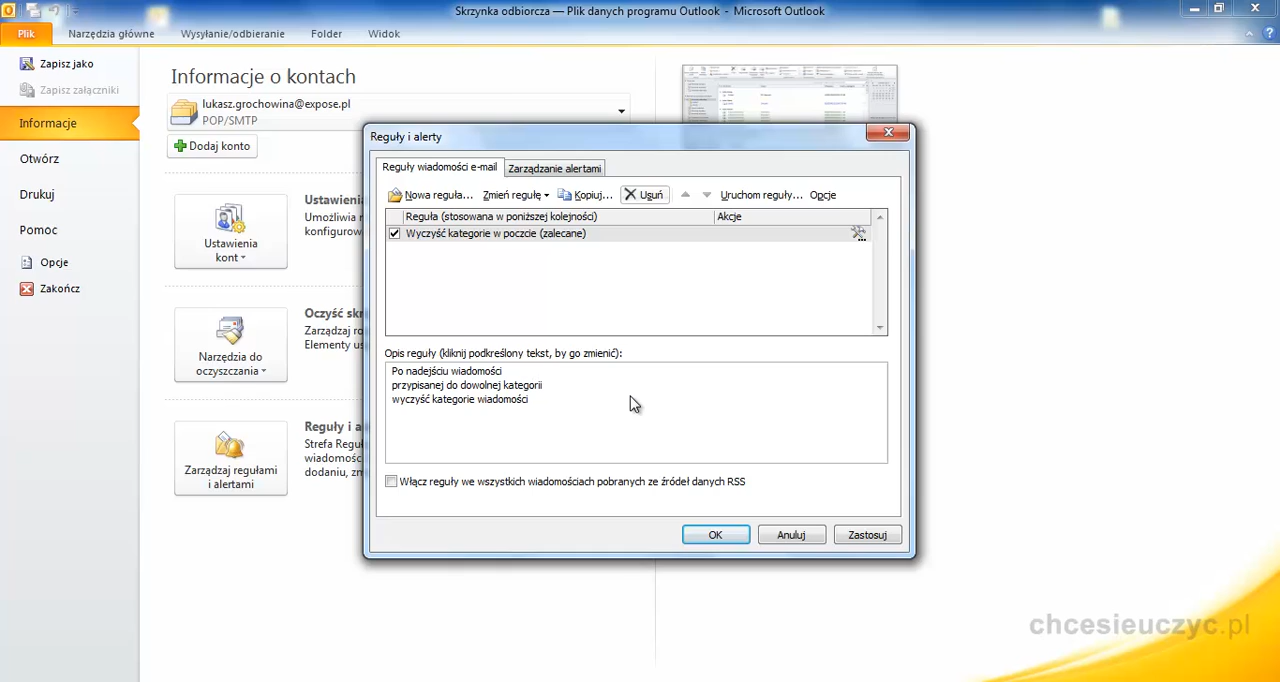 Skrzynka odbiorcza — Plik danych programu Outlook - Microsoft Outlook
Plik
Narzędzia główne
Wysyłanie/odbieranie
Folder
Widok
Zapisz jako
Zapisz załączniki
Informacje
Otwórz
Drukuj
Pomoc
Opcje
Zakończ
Informacje o kontach
lukasz.grochowina@expose.pl
POP/SMTP
Dodaj konto
Ustawienia
kont
Umożliwia
konfigurow
Narzędzia do
oczyszczania
Oczyść skr
Zarządzaj ro
Elementy us
Zarządzaj regułami
i alertami
Reguły i a
Strefa Reguł
wiadomośc
dodaniu, zm
Reguły i alerty
Reguły wiadomości e-mail
Zarządzanie alertami
Nowa reguła...
Zmień regułę
Kopiuj...
Usuń
Uruchom reguły...
Opcje
Reguła (stosowana w poniższej kolejności)
Akcje
Wyczyść kategorie w poczcie (zalecane)
Opis reguły (kliknij podkreślony tekst, by go zmienić):
Po nadejściu wiadomości
przypisanej do dowolnej kategorii
wyczyść kategorie wiadomości
Włącz reguły we wszystkich wiadomościach pobranych ze źródeł danych RSS
OK
Anuluj
Zastosuj
chcesieuczyc.pl